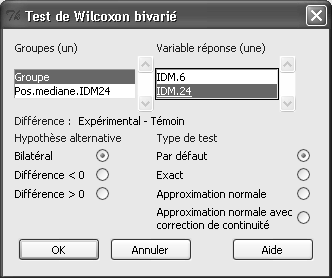 Test de Wilcoxon bivarié
Groupes (un)
Variable réponse (une)
Groupe
Pos.mediane.IDM24
IDM.6
IDM.24
Différence : Expérimental - Témoin
Hypothèse alternative
Type de test
Bilatéral
Par défaut
Différence < 0
Exact
Différence > 0
Approximation normale
Approximation normale avec
correction de continuité
OK
Annuler
Aide